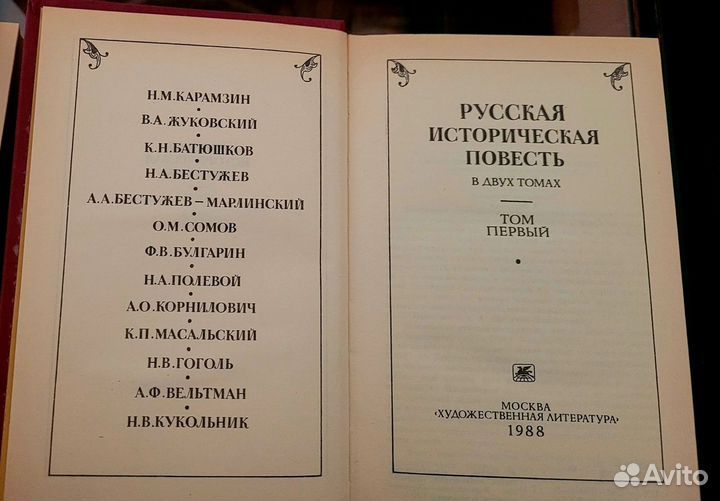 Н.М.КАРАМЗИН
В.А.ЖУКОВСКИЙ
К.Н.БАТЮШКОВ
Н.А.БЕСТУЖЕВ
А.А.БЕСТУЖЕВ–МАРЛИНСКИЙ
О.М.СОМОВ
Ф.В.БУЛГАРИН
Н.А.ПОЛЕВОЙ
А.О.КОРНИЛОВИЧ
К.П.МАСАЛЬСКИЙ
Н.В.ГОГОЛЬ
А.Ф.ВЕЛЬТМАН
Н.В.КУКОЛЬНИК
РУССКАЯ
ИСТОРИЧЕСКАЯ
ПОВЕСТЬ
В ДВУХ ТОМАХ
ТОМ
ПЕРВЫЙ
МОСКВА
«ХУДОЖЕСТВЕННАЯ ЛИТЕРАТУРА»
1988
Avito